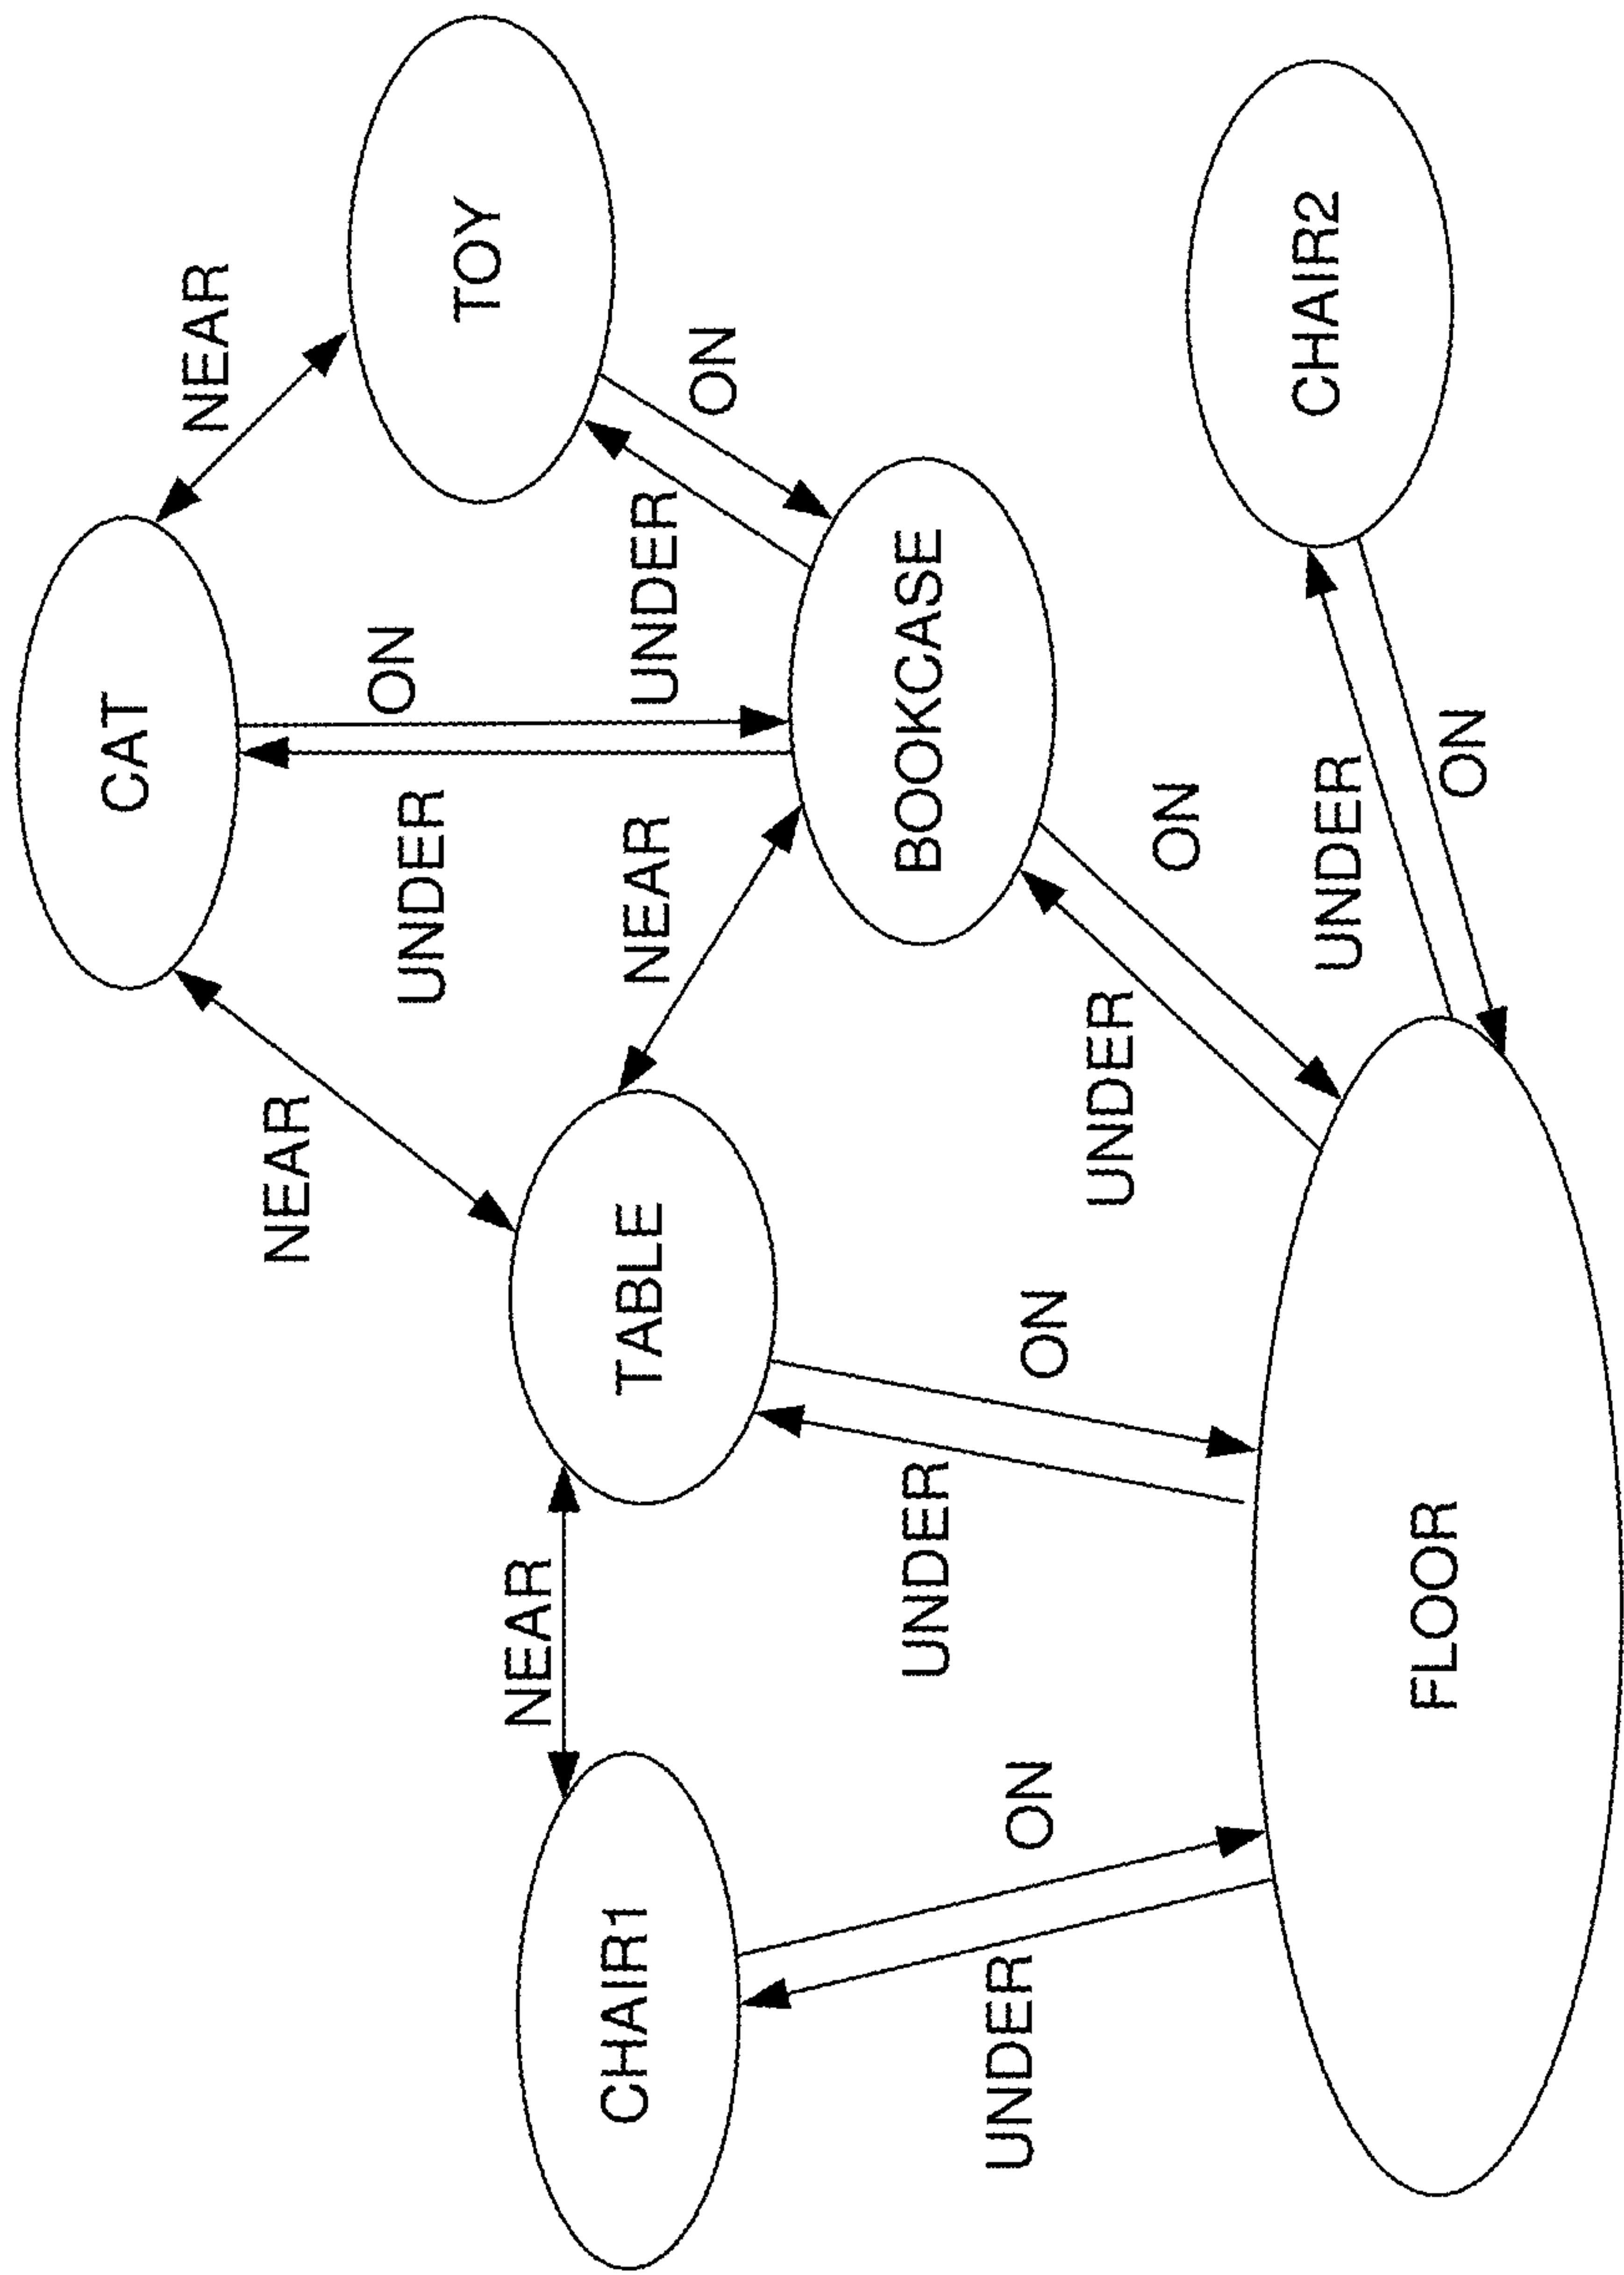 CAT
NEAR
NEAR
ON
UNDER
TOY
NEAR
CHAIR1
TABLE
NEAR
UNDER
ON
BOOKCASE
UNDER
UNDER
ON
ON
UNDER
ON
CHAIR2
UNDER
FLOOR
ON